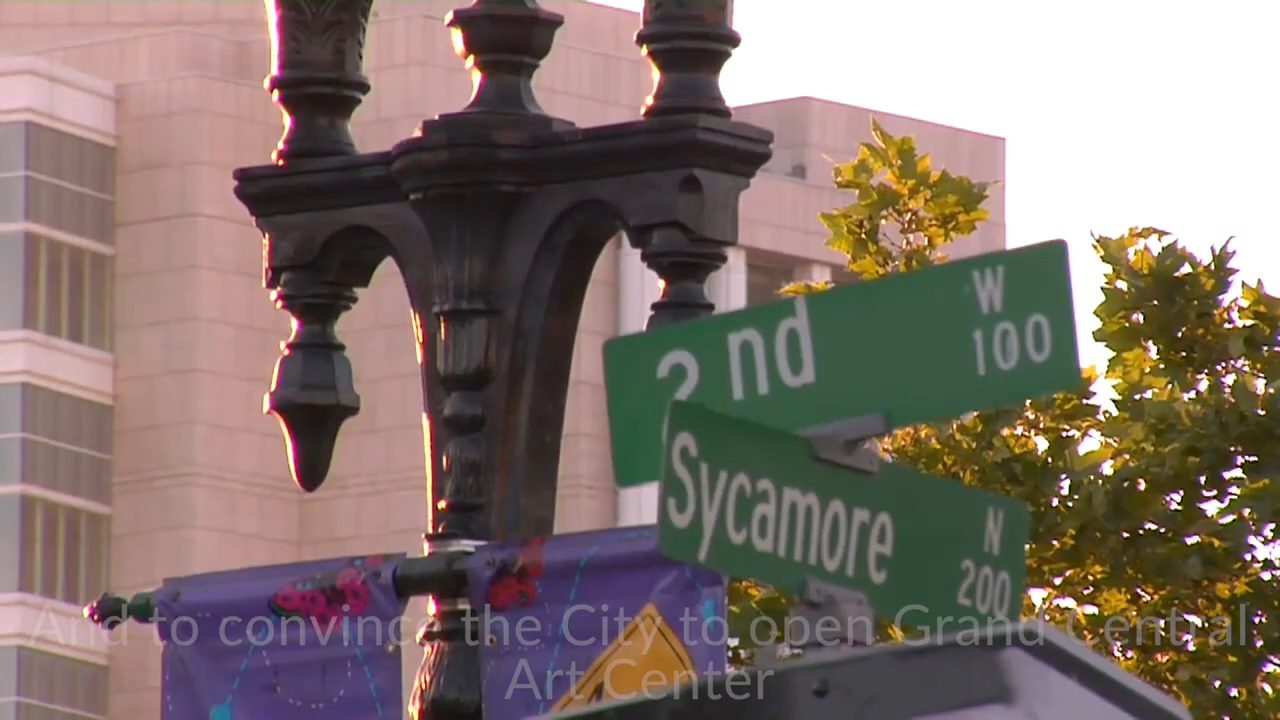 2nd
W
100
Sycamore
N
200
And to convince the City to open Grand Central
Art Center